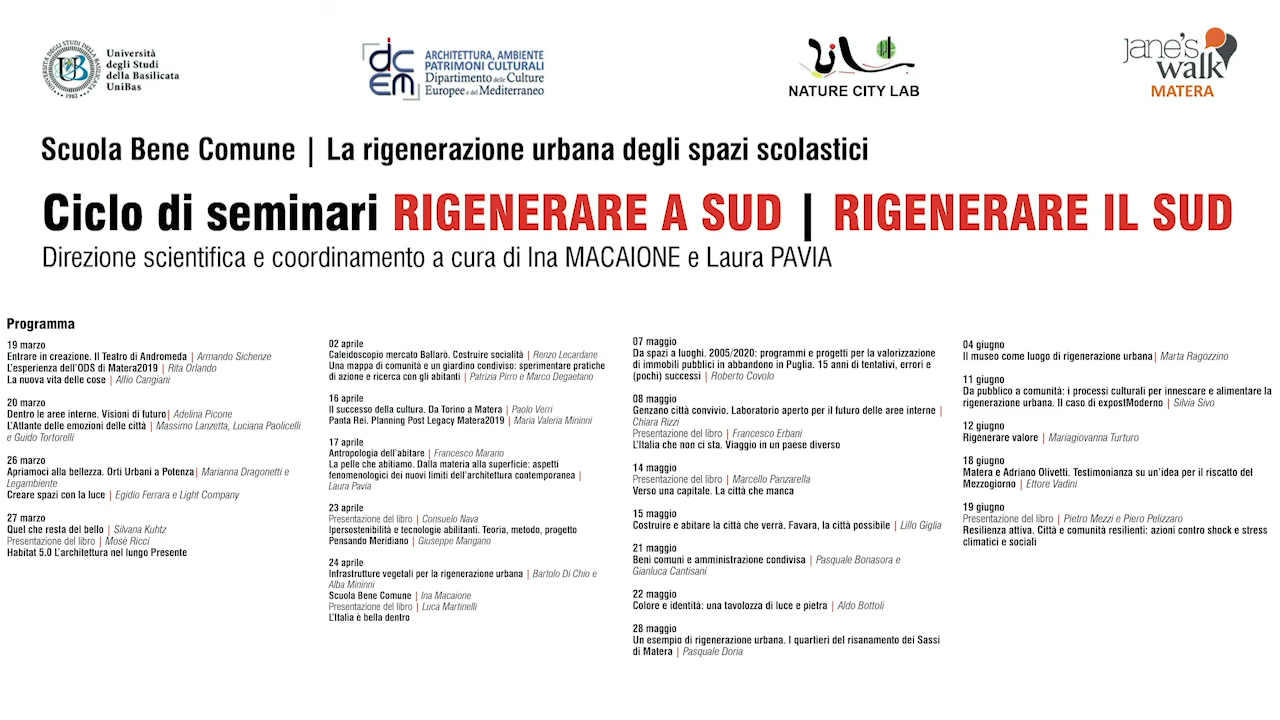 Università
degli Studi
della Basilicata
UniBas
dicem
ARCHITETTURA, AMBIENTE
PATRIMONI CULTURALI
Dipartimento delle Culture
Europee e del Mediterraneo
NATURE CITY LAB
jane's
walk
MATERA
Scuola Bene Comune | La rigenerazione urbana degli spazi scolastici
Ciclo di seminari RIGENERARE A SUD | RIGENERARE IL SUD
Direzione scientifica e coordinamento a cura di Ina MACAIONE e Laura PAVIA
Programma
19 marzo
Entrare in creazione. Il Teatro di Andromeda | Armando Sichenze
L'esperienza dell'ODS di Matera2019 | Rita Orlando
La nuova vita delle cose | Alfio Cangiani
20 marzo
Dentro le aree interne. Visioni di futuro | Adelina Picone
L'Atlante delle emozioni delle città | Massimo Lanzetta, Luciana Paolicelli
e Guido Tortorelli
26 marzo
Apriamoci alla bellezza. Orti Urbani a Potenza | Marianna Dragonetti e
Legambiente
Creare spazi con la luce | Egidio Ferrara e Light Company
27 marzo
Quel che resta del bello | Silvana Kuhtz
Presentazione del libro | Mosè Ricci
Habitat 5.0 L'architettura nel lungo Presente
02 aprile
Caleidoscopio mercato Ballarò. Costruire socialità | Renzo Lecardane
Una mappa di comunità e un giardino condiviso: sperimentare pratiche
di azione e ricerca con gli abitanti | Patrizia Pirro e Marco Degaetano
16 aprile
Il successo della cultura. Da Torino a Matera | Paolo Verri
Panta Rei. Planning Post Legacy Matera2019 | Maria Valeria Mininni
17 aprile
Antropologia dell'abitare | Francesco Marano
La pelle che abitiamo. Dalla materia alla superficie: aspetti
fenomenologici dei nuovi limiti dell'architettura contemporanea |
Laura Pavia
23 aprile
Presentazione del libro | Consuelo Nava
Ipersostenibilità e tecnologie abilitanti. Teoria, metodo, progetto
Pensando Meridiano | Giuseppe Mangano
24 aprile
Infrastrutture vegetali per la rigenerazione urbana | Bartolo Di Chio e
Alba Mininni
Scuola Bene Comune | Ina Macaione
Presentazione del libro | Luca Martinelli
L'Italia è bella dentro
07 maggio
Da spazi a luoghi. 2005/2020: programmi e progetti per la valorizzazione
di immobili pubblici in abbandono in Puglia. 15 anni di tentativi, errori e
(pochi) successi | Roberto Covolo
08 maggio
Genzano città convivio. Laboratorio aperto per il futuro delle aree interne |
Chiara Rizzi
Presentazione del libro | Francesco Erbani
L'Italia che non ci sta. Viaggio in un paese diverso
14 maggio
Presentazione del libro | Marcello Panzarella
Verso una capitale. La città che manca
15 maggio
Costruire e abitare la città che verrà. Favara, la città possibile | Lillo Giglia
21 maggio
Beni comuni e amministrazione condivisa | Pasquale Bonasora e
Gianluca Cantisani
22 maggio
Colore e identità: una tavolozza di luce e pietra | Aldo Bottoli
28 maggio
Un esempio di rigenerazione urbana. I quartieri del risanamento dei Sassi
di Matera | Pasquale Doria
04 giugno
Il museo come luogo di rigenerazione urbana | Marta Ragozzino
11 giugno
Da pubblico a comunità: i processi culturali per innescare e alimentare la
rigenerazione urbana. Il caso di expostModerno | Silvia Sivo
12 giugno
Rigenerare valore | Mariagiovanna Turturo
18 giugno
Matera e Adriano Olivetti. Testimonianza su un'idea per il riscatto del
Mezzogiorno | Ettore Vadini
19 giugno
Presentazione del libro | Pietro Mezzi e Piero Pelizzaro
Resilienza attiva. Città e comunità resilienti: azioni contro shock e stress
climatici e sociali